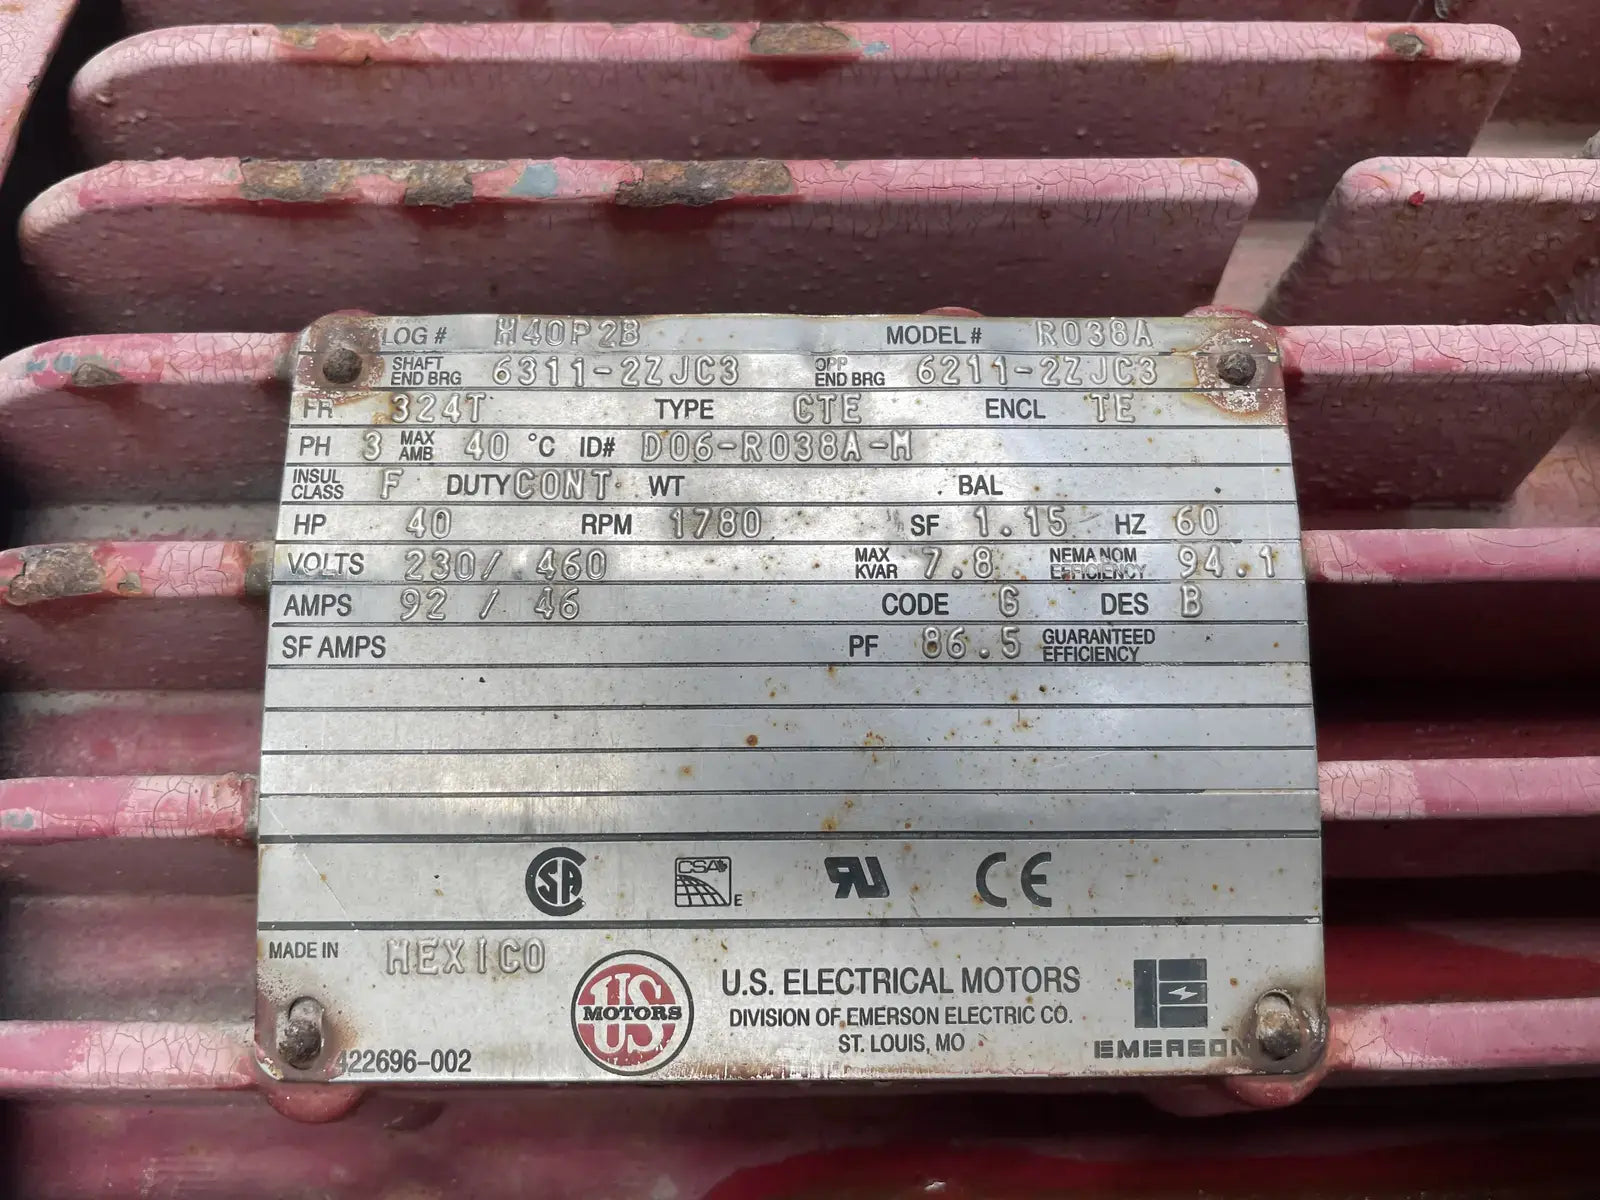 LOG # H40P2B MODEL # R038A
SHAFT END BRG 6311-2ZJC3 OPP END BRG 6211-2ZJC3
FR 324T TYPE CTE ENCL TE
PH 3 MAX AMB 40 °C ID# D06-R038A-M
INSUL CLASS F DUTY CONT WT BAL
HP 40 RPM 1780 SF 1.15 HZ 60
VOLTS 230/ 460 MAX KVAR 7.8 NEMA NOM EFFICIENCY 94.1
AMPS 92 / 46 CODE G DES B
SF AMPS PF 86.5 GUARANTEED EFFICIENCY
SA CSA E RU CE
MADE IN MEXICO
US MOTORS
U.S. ELECTRICAL MOTORS
DIVISION OF EMERSON ELECTRIC CO.
ST. LOUIS, MO
EMERSON
422696-002